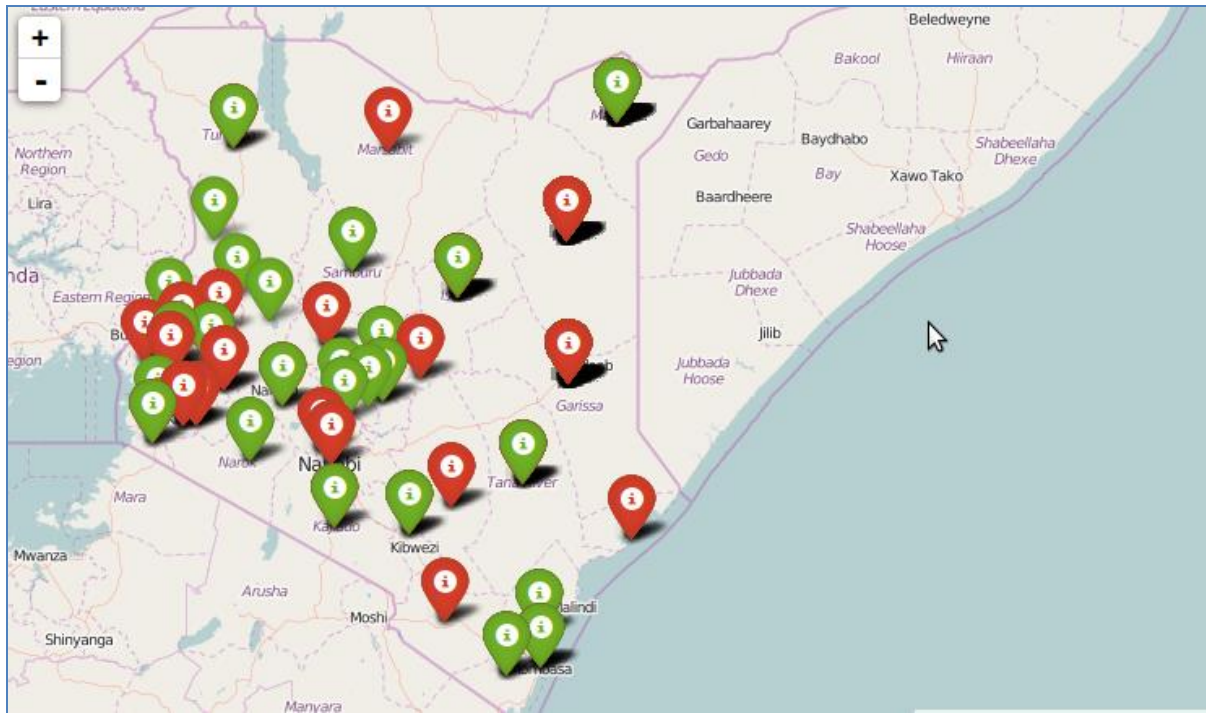 +
-
Beledweyne
Bakool
Hiiraan
Garbahaarey
Baydhabo
Shabeellaha
Dhexe
Gedo
Bay
Xawo Tako
Baardheere
Shabeellaha
Hoose
Marsabit
Northern
Region
Lira
Samburu
Eastern Region
Jubbada
Dhexe
Jilib
Jubbada
Hoose
Garissa
Narok
Nairobi
Tana River
Mara
Kajiado
Kibwezi
Mwanza
Arusha
Moshi
Shinyanga
Manyara